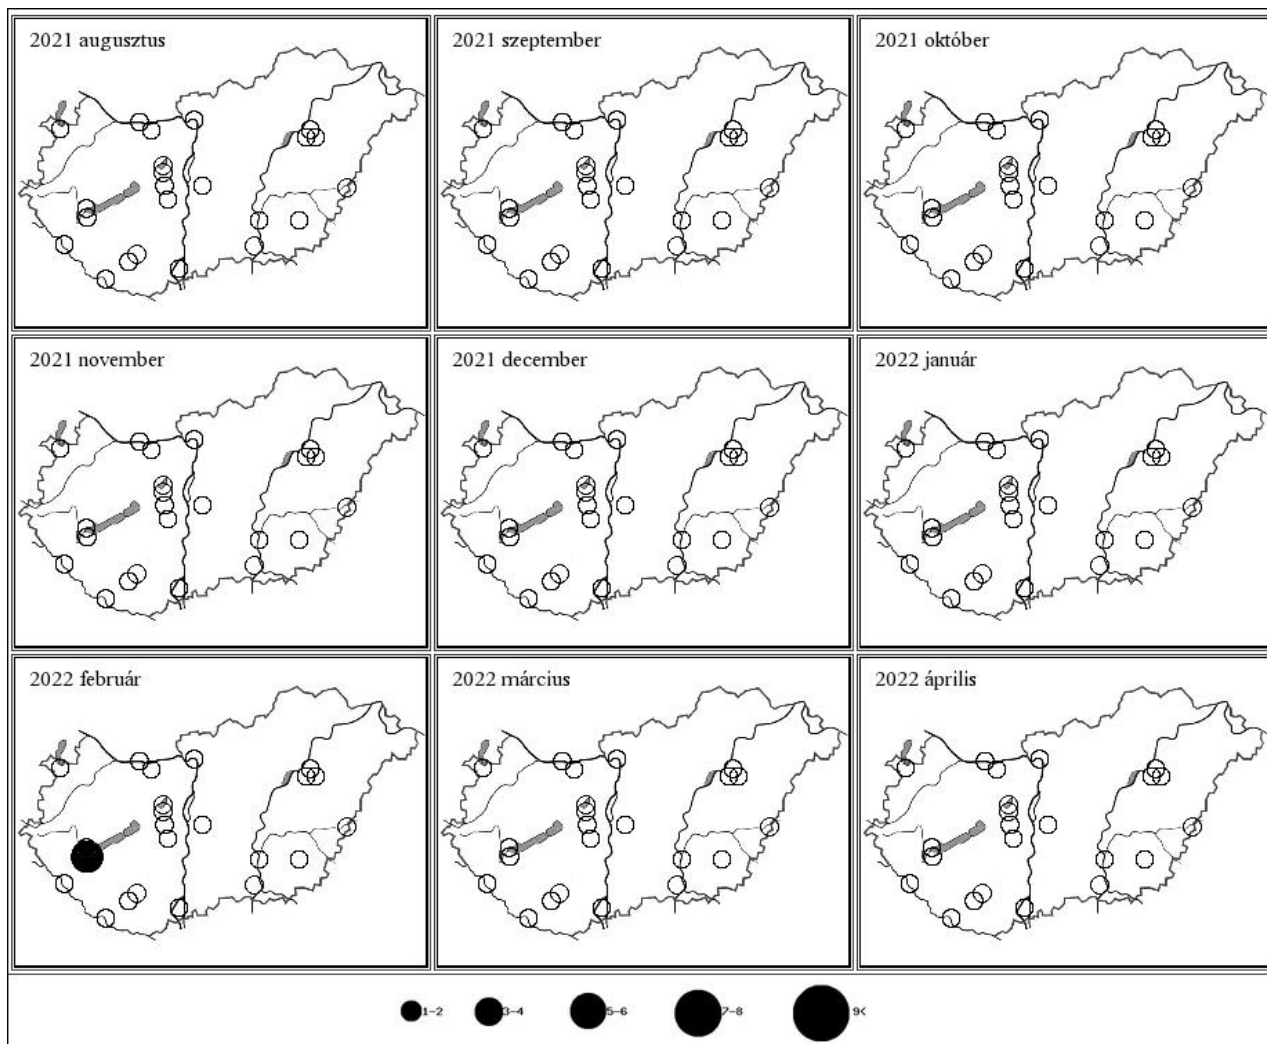 2021 augusztus
2021 szeptember
2021 október
2021 november
2021 december
2022 január
2022 február
2022 március
2022 április
1-2 3-4 5-6 7-8 9<